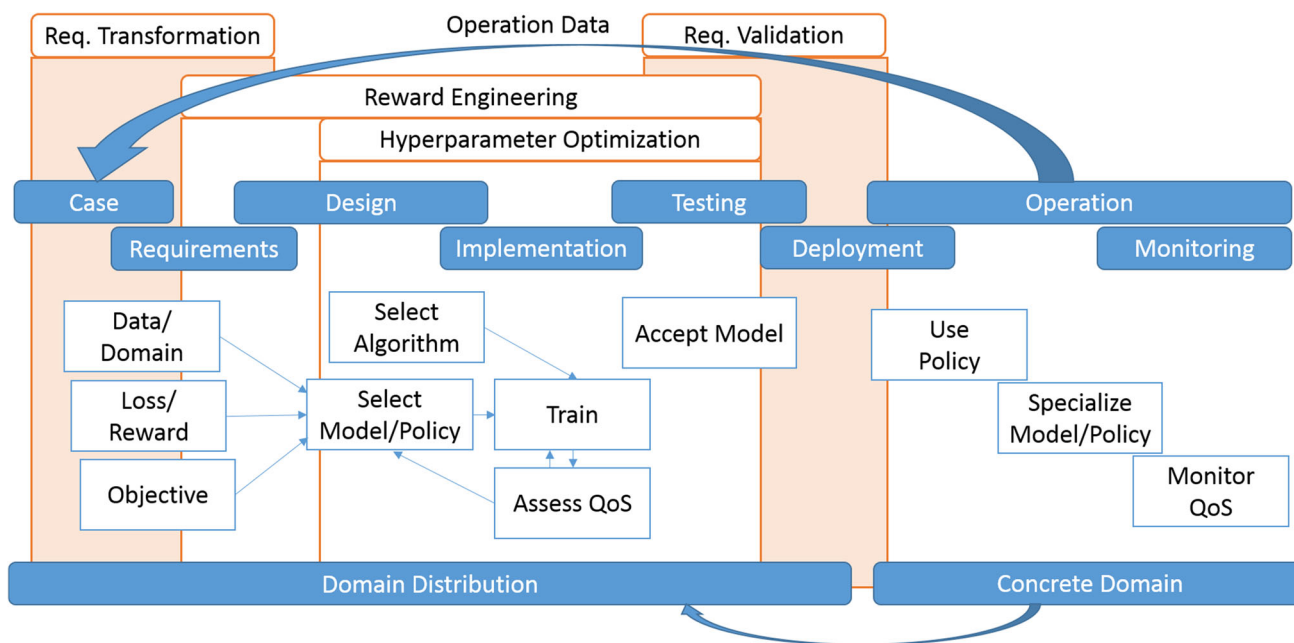 Operation Data
Req. Transformation
Req. Validation
Reward Engineering
Hyperparameter Optimization
Case
Design
Testing
Operation
Requirements
Implementation
Deployment
Monitoring
Data/
Domain
Select
Algorithm
Accept Model
Use
Policy
Loss/
Reward
Select
Model/Policy
Train
Specialize
Model/Policy
Objective
Assess QoS
Monitor
QoS
Domain Distribution
Concrete Domain